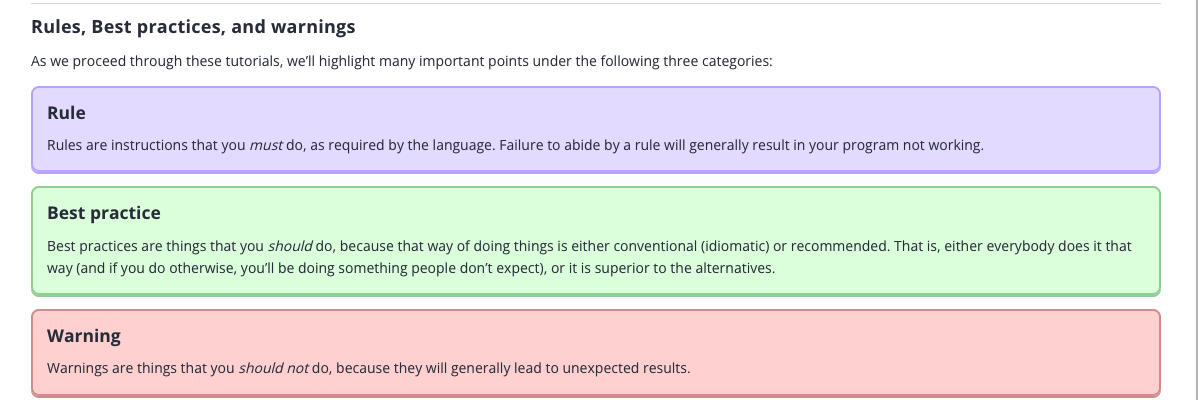 Rules, Best practices, and warnings
As we proceed through these tutorials, we’ll highlight many important points under the following three categories:
Rule
Rules are instructions that you must do, as required by the language. Failure to abide by a rule will generally result in your program not working.
Best practice
Best practices are things that you should do, because that way of doing things is either conventional (idiomatic) or recommended. That is, either everybody does it that
way (and if you do otherwise, you’ll be doing something people don’t expect), or it is superior to the alternatives.
Warning
Warnings are things that you should not do, because they will generally lead to unexpected results.